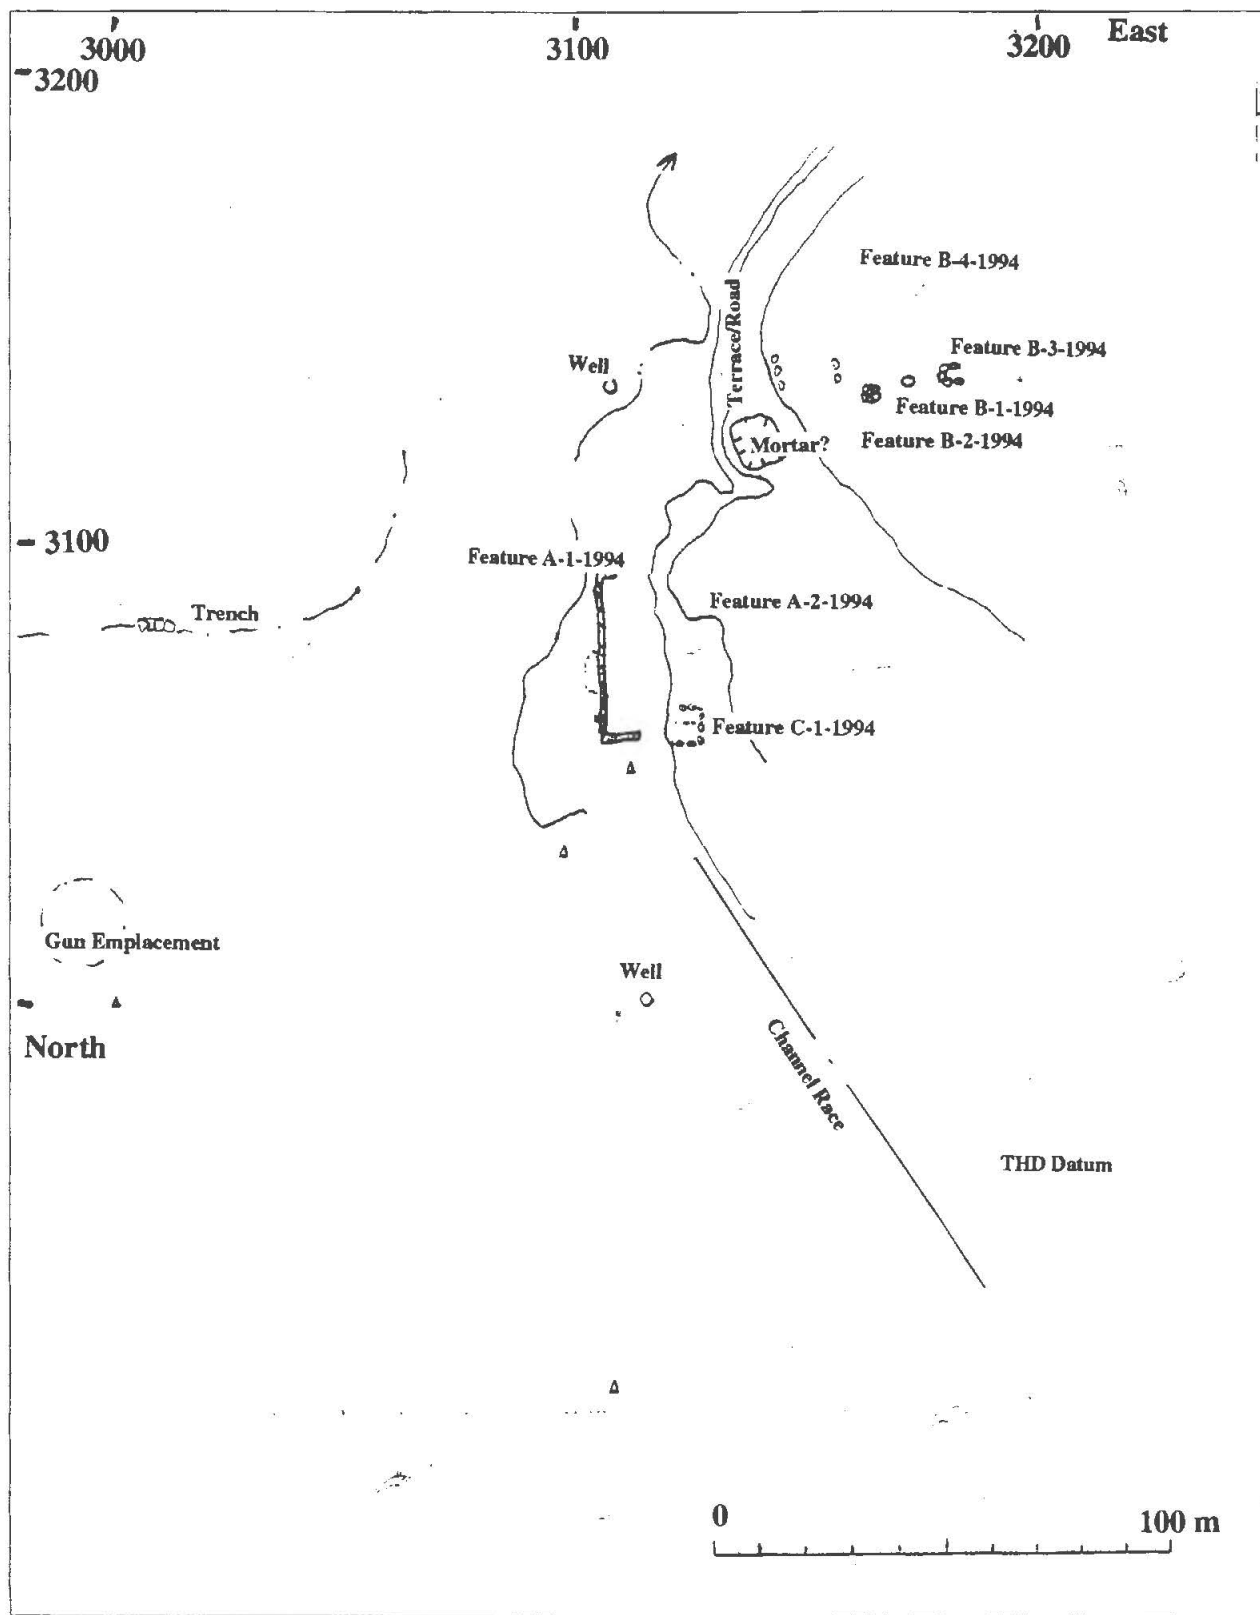 3000
3100
3200
East
3200
Feature B-4-1994
Terrace/Road
Feature B-3-1994
Well
Feature B-1-1994
Mortar?
Feature B-2-1994
3100
Feature A-1-1994
Feature A-2-1994
Trench
Feature C-1-1994
Gun Emplacement
Well
North
Channel Race
THD Datum
0
100 m